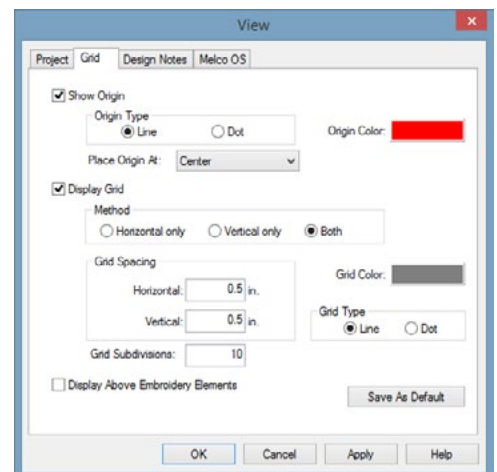 View
Project Grid Design Notes Melco OS
Show Origin
Origin Type
Line Dot Origin Color:
Place Origin At: Center
Display Grid
Method
Horizontal only Vertical only Both
Grid Spacing
Grid Color:
Horizontal: 0.5 in.
Grid Type
Vertical: 0.5 in. Line Dot
Grid Subdivisions: 10
Display Above Embroidery Elements
Save As Default
OK Cancel Apply Help